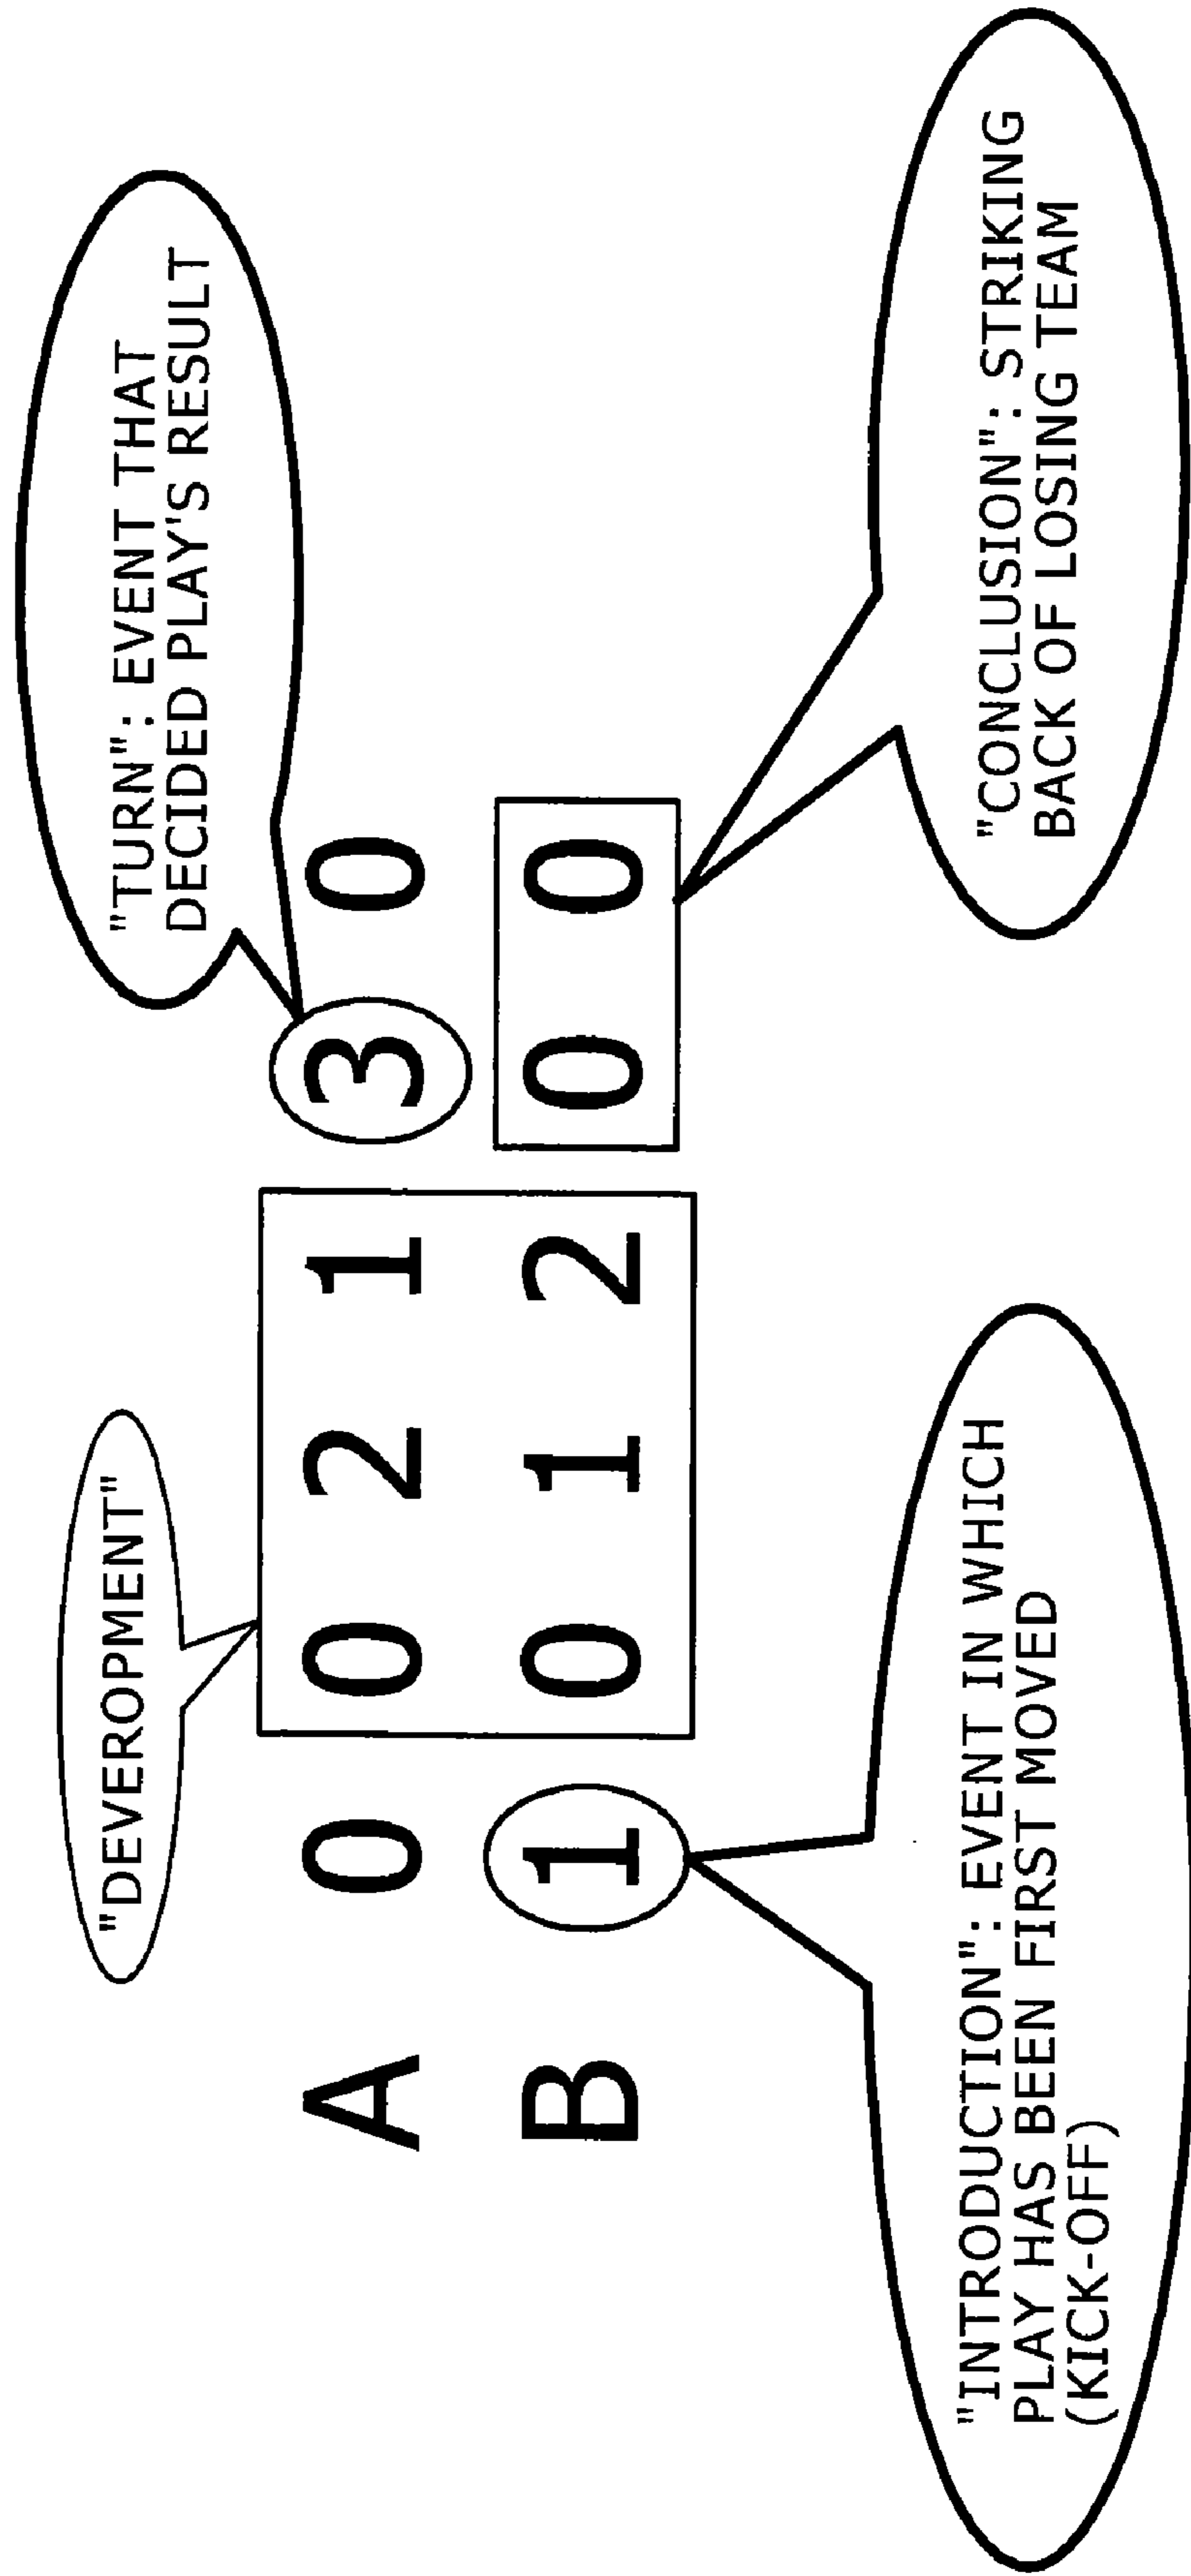 "DEVEROPMENT"
"TURN": EVENT THAT
DECIDED PLAY'S RESULT
A 0 0 2 1 3 0
B 1 0 1 2 0 0
"INTRODUCTION": EVENT IN WHICH
PLAY HAS BEEN FIRST MOVED
(KICK-OFF)
"CONCLUSION": STRIKING
BACK OF LOSING TEAM